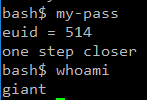 bash$ my-pass
euid = 514
one step closer
bash$ whoami
giant